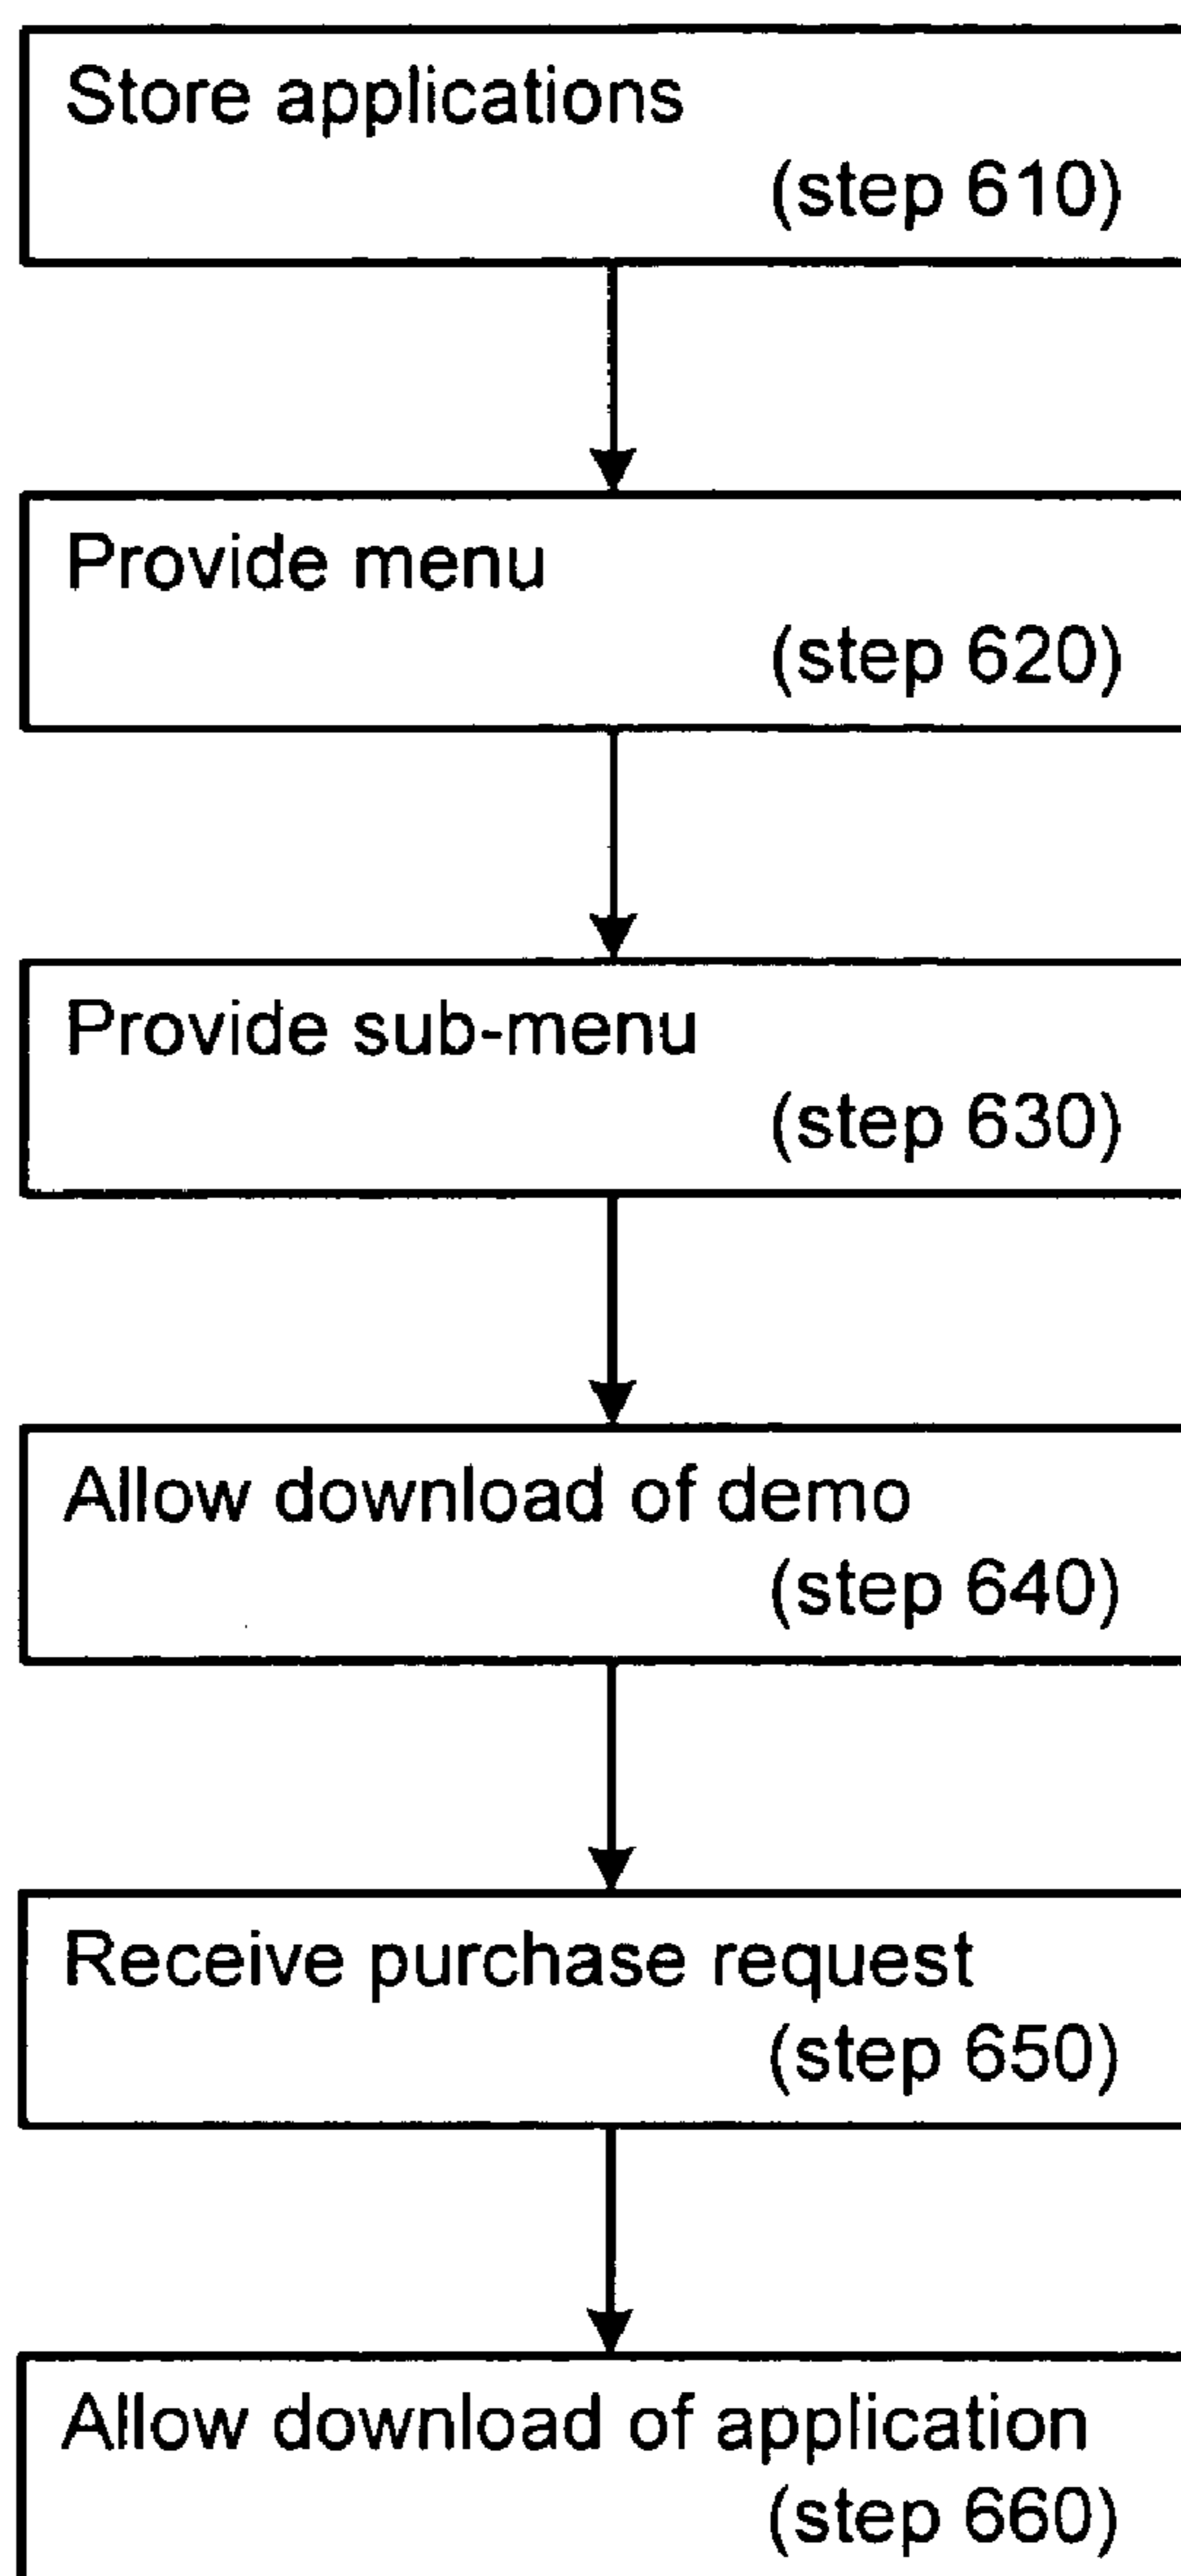 Store applications
(step 610)
Provide menu
(step 620)
Provide sub-menu
(step 630)
Allow download of demo
(step 640)
Receive purchase request
(step 650)
Allow download of application
(step 660)